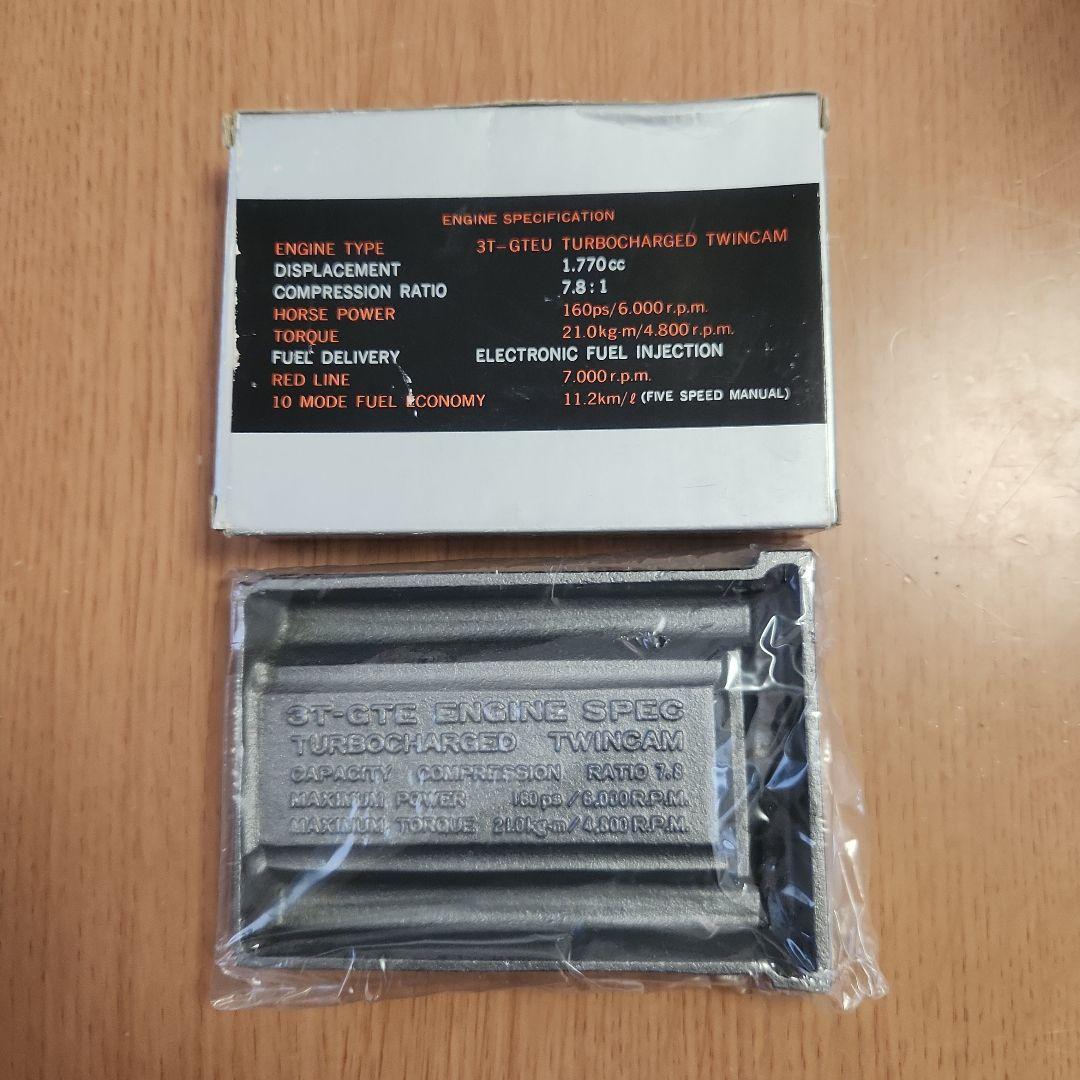 ENGINE SPECIFICATION
ENGINE TYPE 3T-GTEU TURBOCHARGED TWINCAM
DISPLACEMENT 1.770cc
COMPRESSION RATIO 7.8:1
HORSE POWER 160ps/6.000r.p.m.
TORQUE 21.0kg-m/4.800r.p.m.
FUEL DELIVERY ELECTRONIC FUEL INJECTION
RED LINE 7.000r.p.m.
10 MODE FUEL ECONOMY 11.2km/ℓ (FIVE SPEED MANUAL)
3T-GTE ENGINE SPEC
TURBOCHARGED TWINCAM
CAPACITY COMPRESSION RATIO 7.8
MAXIMUM POWER 160ps/6.000R.P.M.
MAXIMUM TORQUE 21.0kg-m/4.800R.P.M.